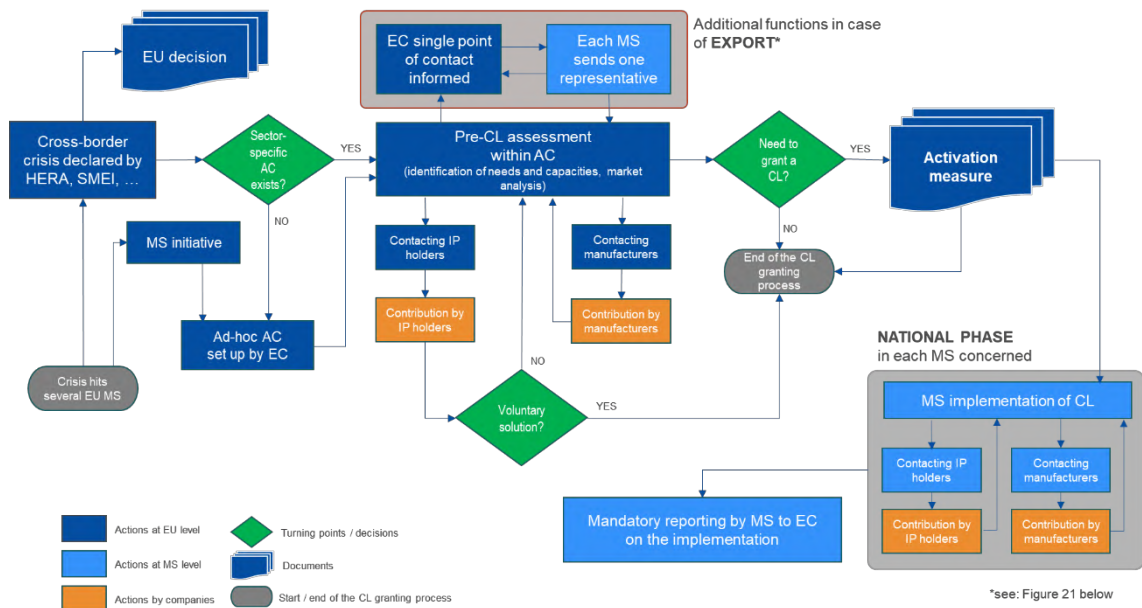 Additional functions in case
of EXPORT*
EU decision
EC single point
of contact
informed
Each MS
sends one
representative
Cross-border
crisis declared by
HERA, SMEI, …
Sector-
specific
AC
exists?
YES
Pre-CL assessment
within AC
(identification of needs and capacities, market
analysis)
Need to
grant a
CL?
YES
Activation
measure
NO
NO
MS initiative
Contacting IP
holders
Contacting
manufacturers
End of the CL
granting
process
Ad-hoc AC
set up by EC
Contribution by
IP holders
Contribution by
manufacturers
NATIONAL PHASE
in each MS concerned
Crisis hits
several EU MS
NO
Voluntary
solution?
YES
MS implementation of CL
Contacting IP
holders
Contacting
manufacturers
Contribution by
IP holders
Contribution by
manufacturers
Mandatory reporting by MS to EC
on the implementation
Actions at EU level
Turning points / decisions
Actions at MS level
Documents
Actions by companies
Start / end of the CL granting process
*see: Figure 21 below